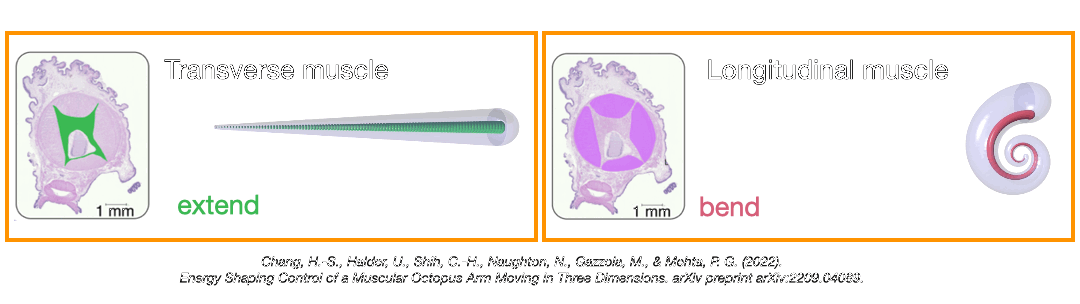 Transverse muscle
extend
1 mm
Longitudinal muscle
bend
1 mm
Chang, H.-S., Halder, U., Shih, C.-H., Naughton, N., Gazzola, M., & Mehta, P. G. (2022).
Energy Shaping Control of a Muscular Octopus Arm Moving in Three Dimensions. arXiv preprint arXiv:2209.04089.